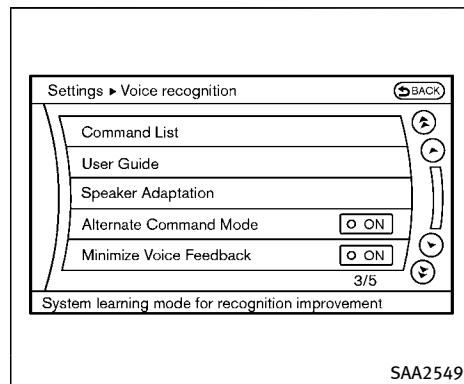 Settings ▸ Voice recognition
BACK
Command List
User Guide
Speaker Adaptation
Alternate Command Mode
ON
Minimize Voice Feedback
ON
3/5
System learning mode for recognition improvement
SAA2549